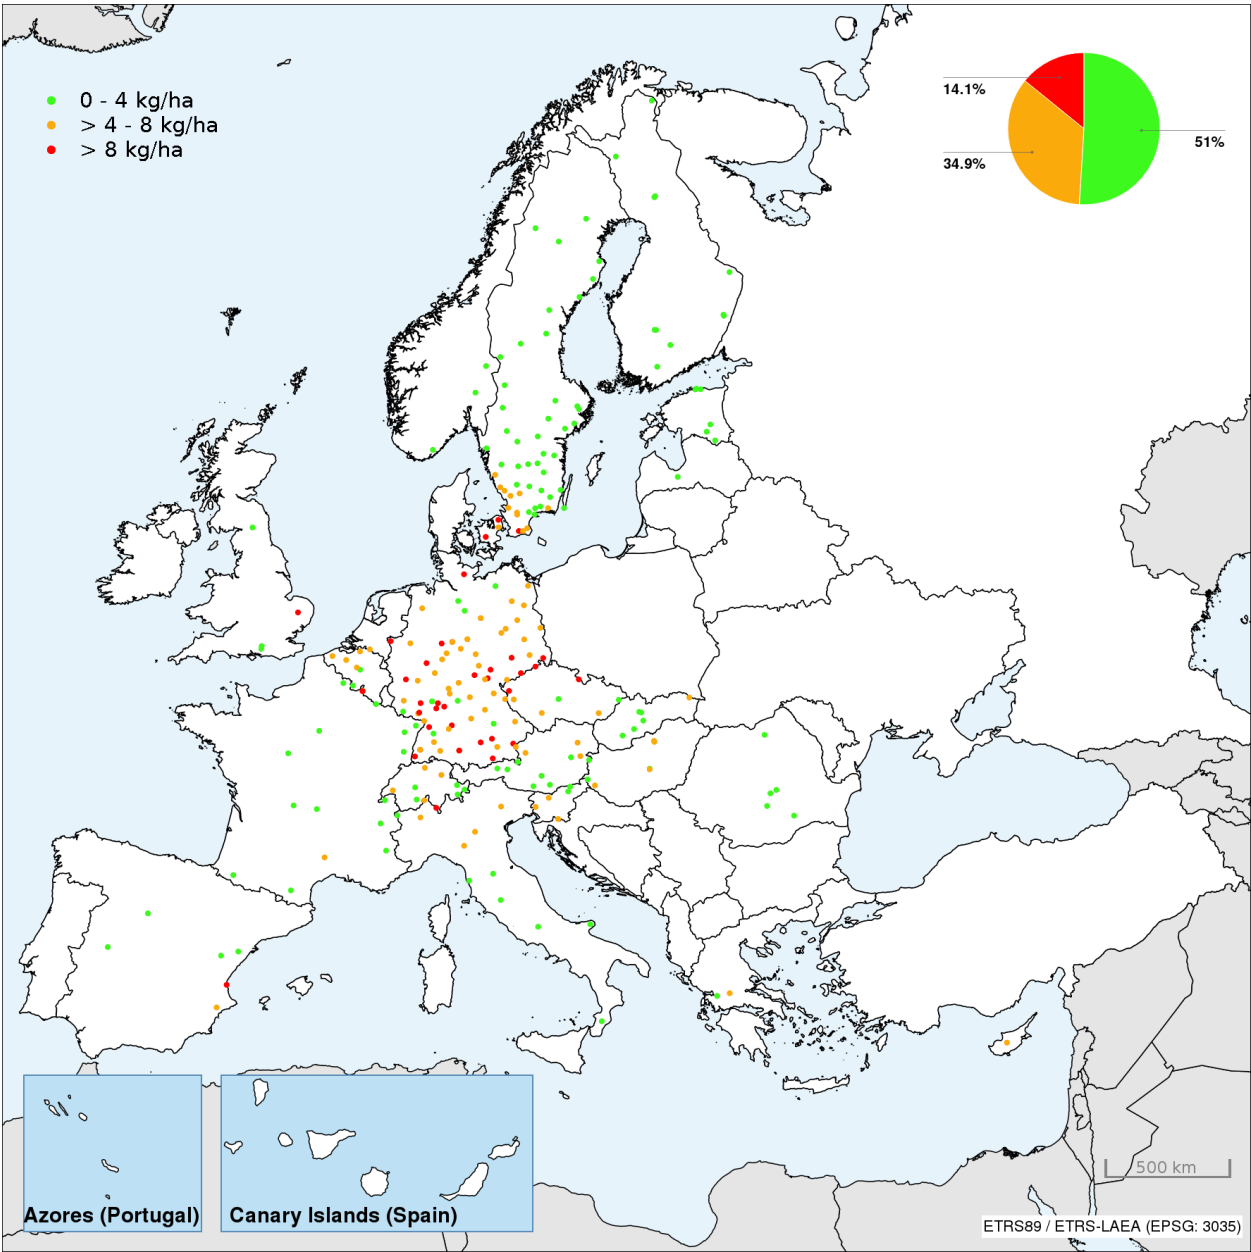 0 - 4 kg/ha
> 4 - 8 kg/ha
> 8 kg/ha
14.1%
51%
34.9%
500 km
Azores (Portugal)
Canary Islands (Spain)
ETRS89 / ETRS-LAEA (EPSG: 3035)